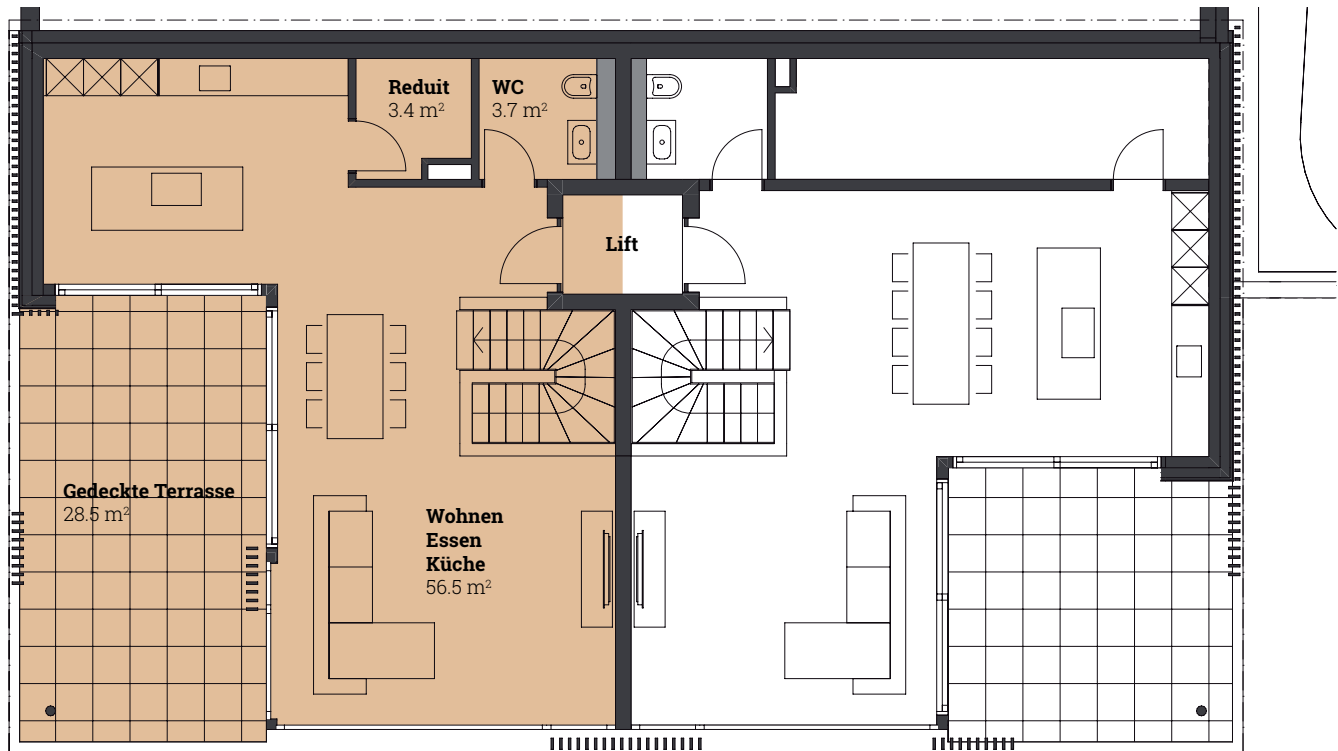 Reduit
3.4 m²
WC
3.7 m²
Lift
Gedeckte Terrasse
28.5 m²
Wohnen
Essen
Küche
56.5 m²